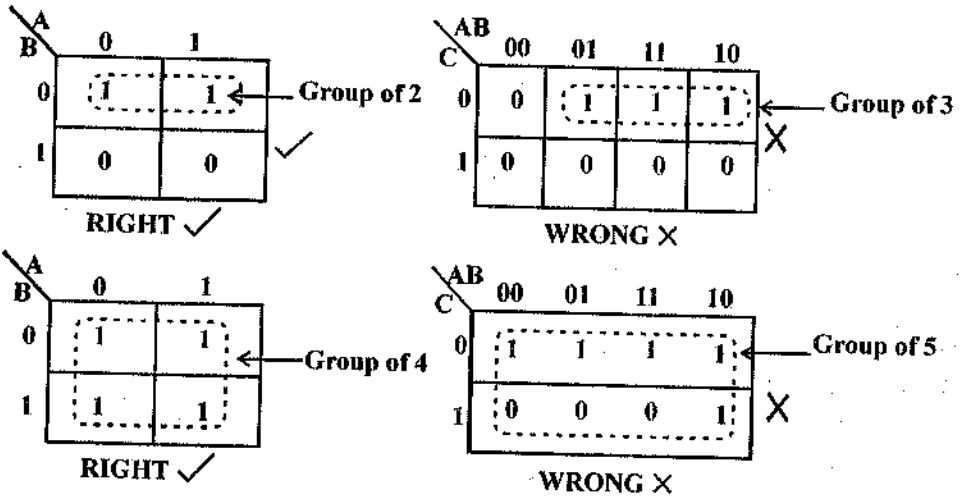 A
B 0 1
0 1 1 Group of 2
1 0 0
RIGHT ✓
AB
C 00 01 11 10
0 0 1 1 1 Group of 3
1 0 0 0 0
WRONG ×
A
B 0 1
0 1 1 Group of 4
1 1 1
RIGHT ✓
AB
C 00 01 11 10
0 1 1 1 1 Group of 5
1 0 0 0 1
WRONG ×